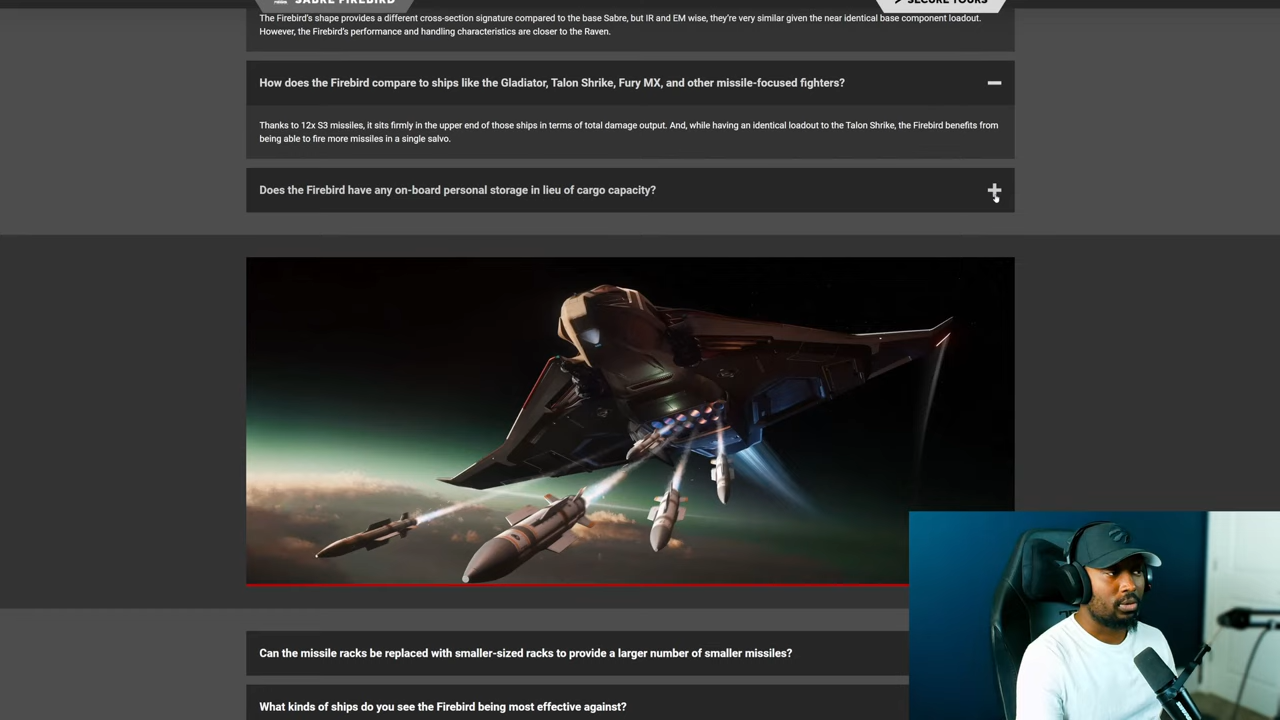 SABRE FIREBIRD
> SECURE YOURS
The Firebird's shape provides a different cross-section signature compared to the base Sabre, but IR and EM wise, they're very similar given the near identical base component loadout.
However, the Firebird's performance and handling characteristics are closer to the Raven.
How does the Firebird compare to ships like the Gladiator, Talon Shrike, Fury MX, and other missile-focused fighters?
Thanks to 12x S3 missiles, it sits firmly in the upper end of those ships in terms of total damage output. And, while having an identical loadout to the Talon Shrike, the Firebird benefits from
being able to fire more missiles in a single salvo.
Does the Firebird have any on-board personal storage in lieu of cargo capacity?
Can the missile racks be replaced with smaller-sized racks to provide a larger number of smaller missiles?
What kinds of ships do you see the Firebird being most effective against?